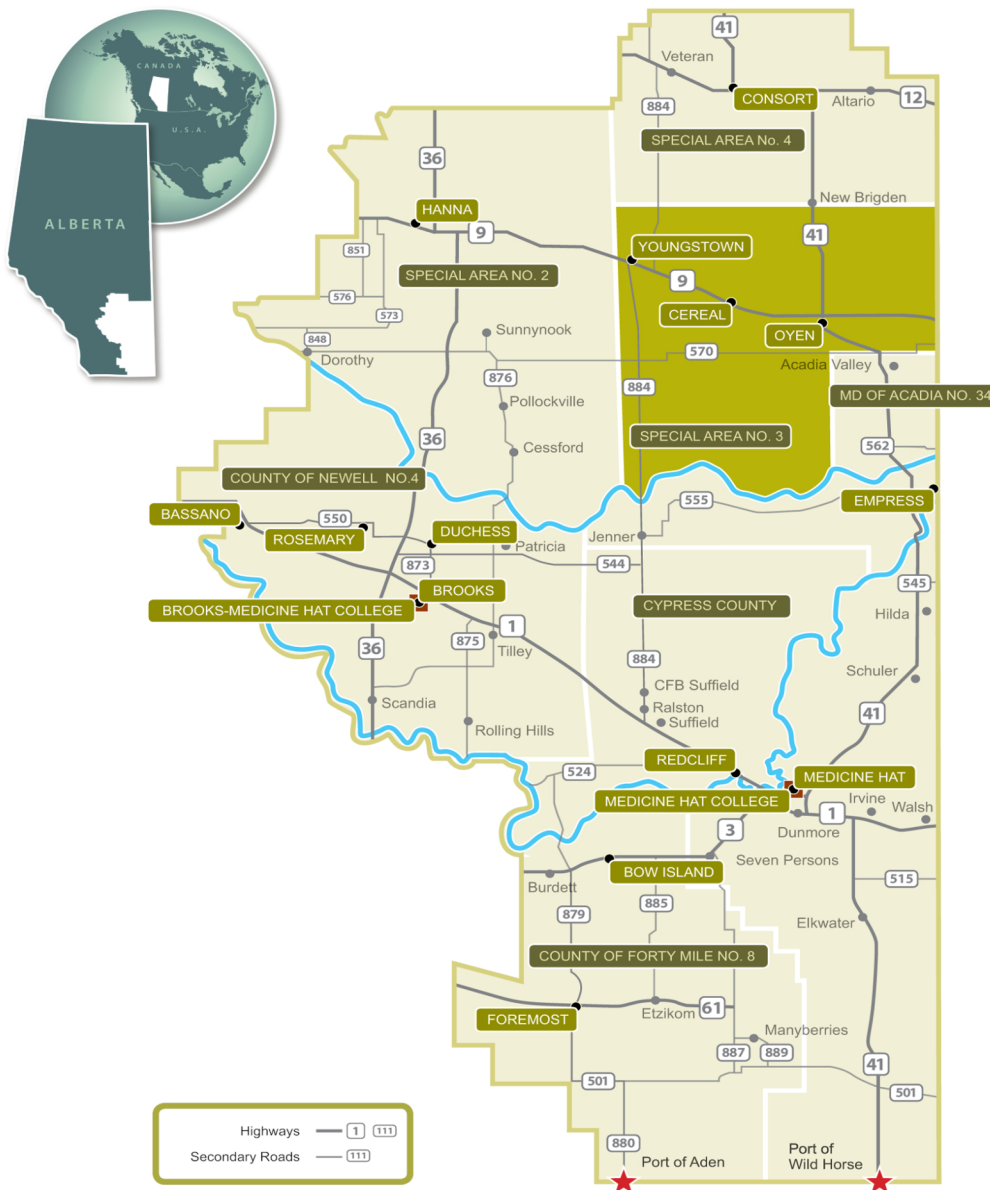 CANADA
U.S.A.
ALBERTA
41
Veteran
CONSORT
Altario
12
884
SPECIAL AREA No. 4
36
New Brigden
HANNA
9
41
YOUNGSTOWN
851
SPECIAL AREA NO. 2
9
576
573
CEREAL
OYEN
Sunnynook
848
Dorothy
570
Acadia Valley
876
884
MD OF ACADIA NO. 34
Pollockville
36
SPECIAL AREA NO. 3
562
Cessford
COUNTY OF NEWELL NO.4
555
EMPRESS
BASSANO
550
ROSEMARY
DUCHESS
Patricia
Jenner
873
544
545
BROOKS
BROOKS-MEDICINE HAT COLLEGE
CYPRESS COUNTY
Hilda
1
875
36
Tilley
884
Schuler
CFB Suffield
Scandia
Ralston
41
Suffield
Rolling Hills
REDCLIFF
524
MEDICINE HAT
MEDICINE HAT COLLEGE
Irvine
Walsh
1
3
Dunmore
Seven Persons
BOW ISLAND
Burdett
515
885
879
Elkwater
COUNTY OF FORTY MILE NO. 8
61
Etzikom
FOREMOST
Manyberries
887
889
41
501
501
Highways
1
111
Secondary Roads
111
880
Port of Aden
Port of
Wild Horse